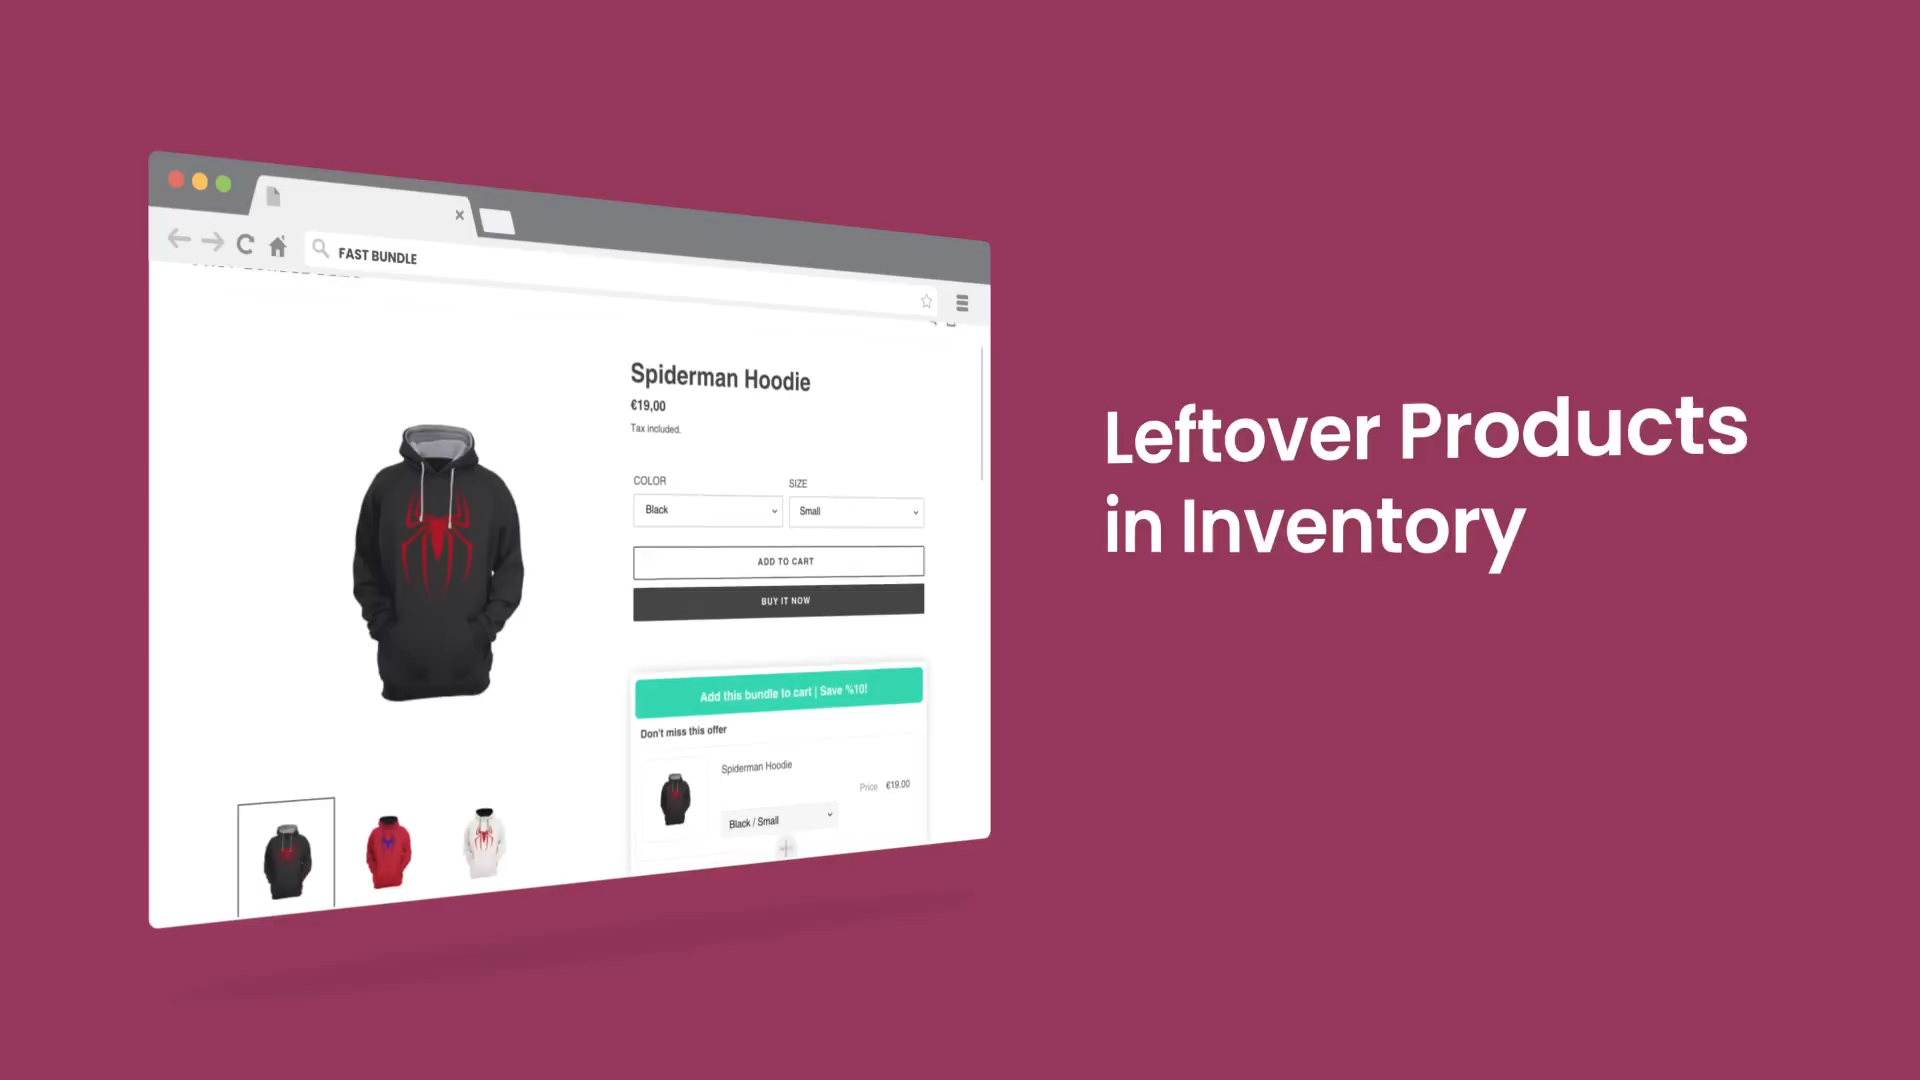 FAST BUNDLE
Spiderman Hoodie
€19,00
Tax included.
COLOR
SIZE
Black
Small
ADD TO CART
BUY IT NOW
Add this bundle to cart | Save %10!
Don't miss this offer
Spiderman Hoodie
Price €19.00
Black / Small
Leftover Products
in Inventory